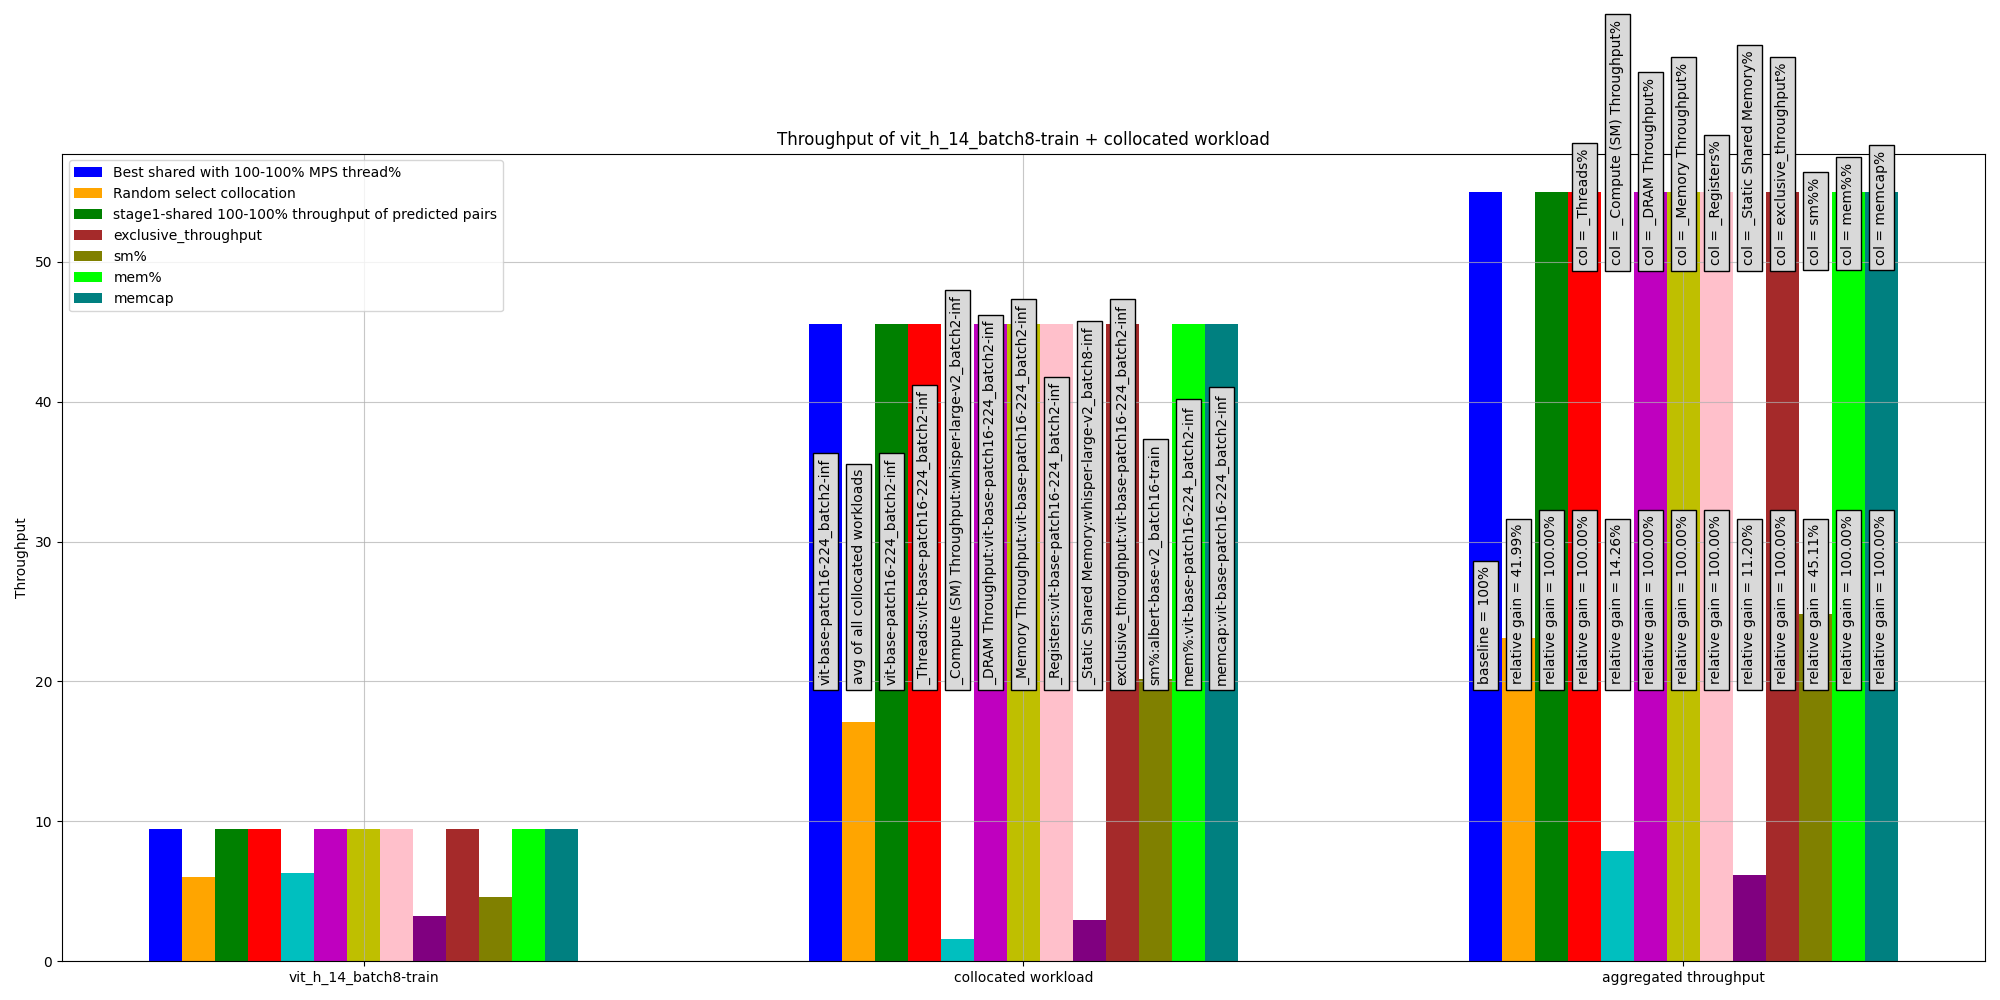 Throughput of vit_h_14_batch8-train + collocated workload
Best shared with 100-100% MPS thread%
Random select collocation
stage1-shared 100-100% throughput of predicted pairs
exclusive_throughput
sm%
mem%
memcap
Throughput
50
40
30
20
10
0
vit-base-patch16-224_batch2-inf
avg of all collocated workloads
vit-base-patch16-224_batch2-inf
_Threads:vit-base-patch16-224_batch2-inf
_Compute (SM) Throughput:whisper-large-v2_batch2-inf
_DRAM Throughput:vit-base-patch16-224_batch2-inf
_Memory Throughput:vit-base-patch16-224_batch2-inf
_Registers:vit-base-patch16-224_batch2-inf
_Static Shared Memory:whisper-large-v2_batch8-inf
exclusive_throughput:vit-base-patch16-224_batch2-inf
sm%:albert-base-v2_batch16-train
mem%:vit-base-patch16-224_batch2-inf
memcap:vit-base-patch16-224_batch2-inf
col = _Threads%
col = _Compute (SM) Throughput%
col = _DRAM Throughput%
col = _Memory Throughput%
col = _Registers%
col = _Static Shared Memory%
col = exclusive_throughput%
col = sm%%
col = mem%%
col = memcap%
baseline = 100%
relative gain = 41.99%
relative gain = 100.00%
relative gain = 100.00%
relative gain = 14.26%
relative gain = 100.00%
relative gain = 100.00%
relative gain = 100.00%
relative gain = 11.20%
relative gain = 100.00%
relative gain = 45.11%
relative gain = 100.00%
relative gain = 100.00%
vit_h_14_batch8-train
collocated workload
aggregated throughput